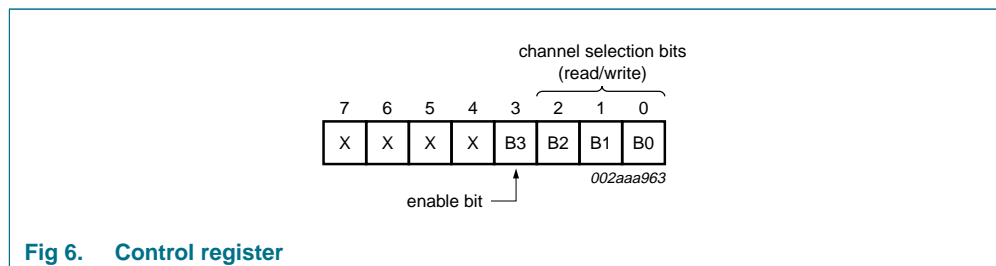 channel selection bits
(read/write)
7 6 5 4 3 2 1 0
X X X X B3 B2 B1 B0
002aaa963
enable bit
Fig 6. Control register